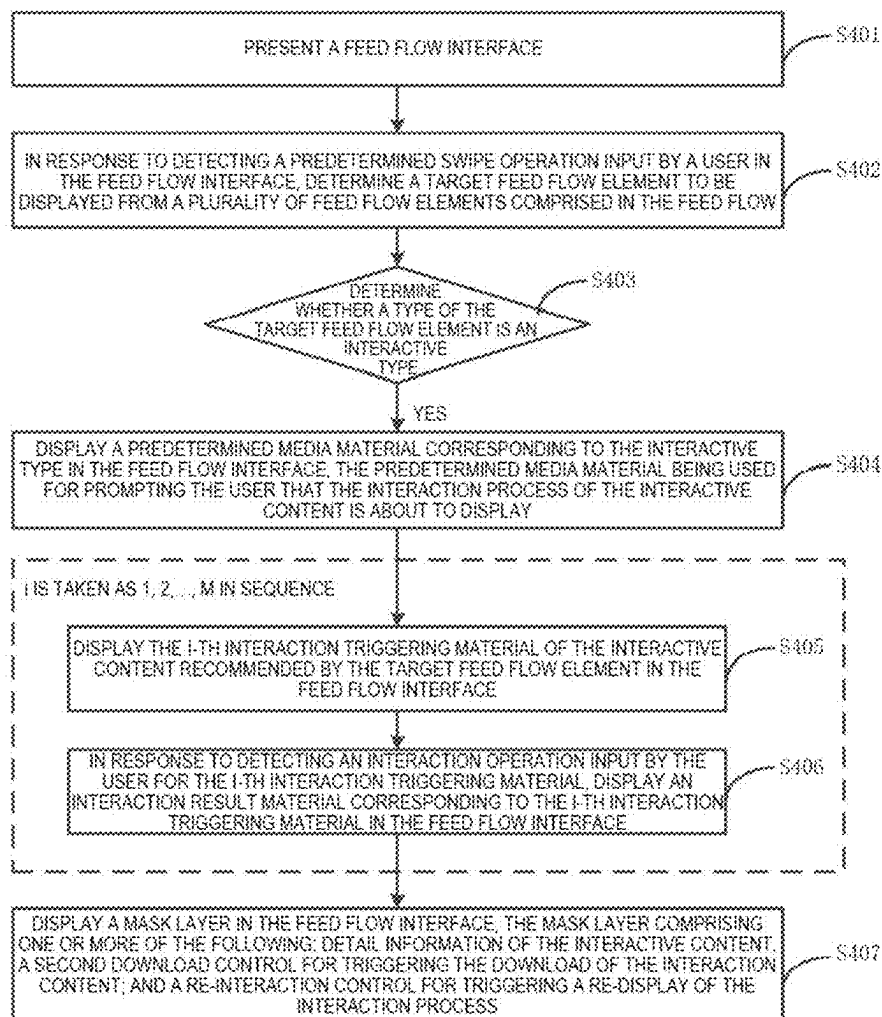 PRESENT A FEED FLOW INTERFACE
S401
IN RESPONSE TO DETECTING A PREDETERMINED SWIPE OPERATION INPUT BY A USER IN
THE FEED FLOW INTERFACE, DETERMINE A TARGET FEED FLOW ELEMENT TO BE
DISPLAYED FROM A PLURALITY OF FEED FLOW ELEMENTS COMPRISED IN THE FEED FLOW
S402
DETERMINE
WHETHER A TYPE OF THE
TARGET FEED FLOW ELEMENT IS AN
INTERACTIVE
TYPE
S403
YES
DISPLAY A PREDETERMINED MEDIA MATERIAL CORRESPONDING TO THE INTERACTIVE
TYPE IN THE FEED FLOW INTERFACE, THE PREDETERMINED MEDIA MATERIAL BEING USED
FOR PROMPTING THE USER THAT THE INTERACTION PROCESS OF THE INTERACTIVE
CONTENT IS ABOUT TO DISPLAY
S404
i IS TAKEN AS 1, 2,..., M IN SEQUENCE
DISPLAY THE I-TH INTERACTION TRIGGERING MATERIAL OF THE INTERACTIVE
CONTENT RECOMMENDED BY THE TARGET FEED FLOW ELEMENT IN THE
FEED FLOW INTERFACE
S405
IN RESPONSE TO DETECTING AN INTERACTION OPERATION INPUT BY THE
USER FOR THE I-TH INTERACTION TRIGGERING MATERIAL, DISPLAY AN
INTERACTION RESULT MATERIAL CORRESPONDING TO THE I-TH INTERACTION
TRIGGERING MATERIAL IN THE FEED FLOW INTERFACE
S406
DISPLAY A MASK LAYER IN THE FEED FLOW INTERFACE, THE MASK LAYER COMPRISING
ONE OR MORE OF THE FOLLOWING: DETAIL INFORMATION OF THE INTERACTIVE CONTENT,
A SECOND DOWNLOAD CONTROL FOR TRIGGERING THE DOWNLOAD OF THE INTERACTION
CONTENT; AND A RE-INTERACTION CONTROL FOR TRIGGERING A RE-DISPLAY OF THE
INTERACTION PROCESS
S407